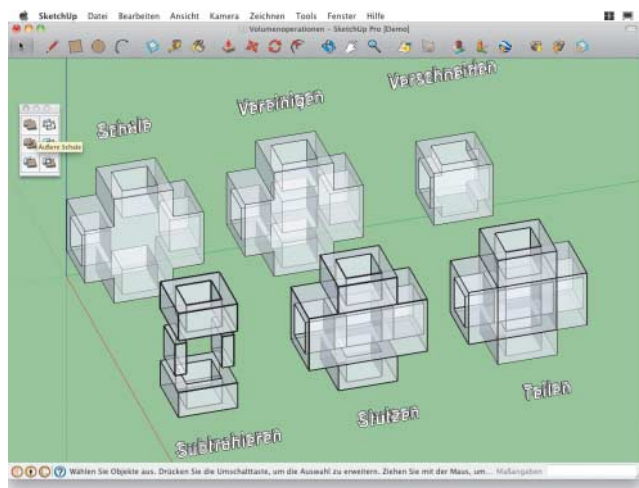 SketchUp Datei Bearbeiten Ansicht Kamera Zeichnen Tools Fenster Hilfe
Volumenoperationen – SketchUp Pro [Demo]
Verschneiden
Vereinigen
Schale
Äußere Schale
Teilen
Stutzen
Subtrahieren
Wählen Sie Objekte aus. Drücken Sie die Umschalttaste, um die Auswahl zu erweitern. Ziehen Sie mit der Maus, um... Maßangaben